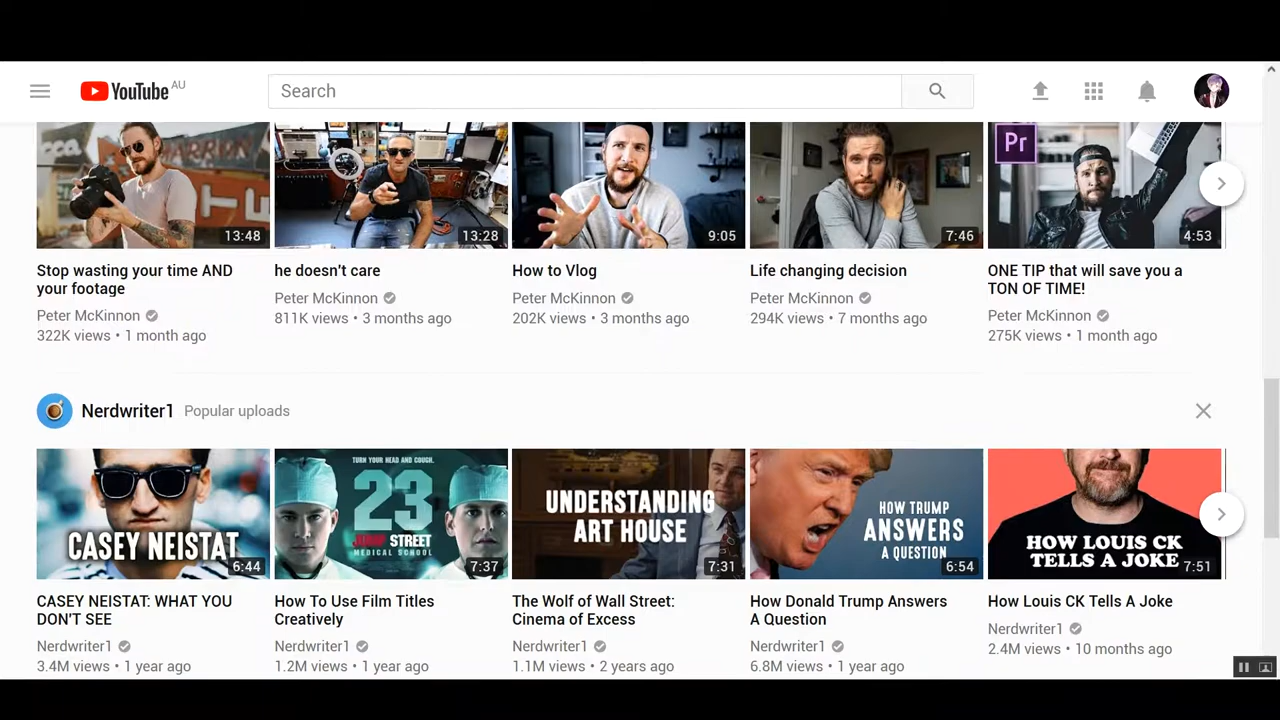 YouTube AU
Search
Pr
13:48
13:28
9:05
7:46
4:53
Stop wasting your time AND
your footage
Peter McKinnon
322K views • 1 month ago
he doesn't care
Peter McKinnon
811K views • 3 months ago
How to Vlog
Peter McKinnon
202K views • 3 months ago
Life changing decision
Peter McKinnon
294K views • 7 months ago
ONE TIP that will save you a
TON OF TIME!
Peter McKinnon
275K views • 1 month ago
Nerdwriter1 Popular uploads
CASEY NEISTAT
6:44
TURN YOUR HEAD AND COUGH.
23
JUMP STREET
MEDICAL SCHOOL
7:37
UNDERSTANDING
ART HOUSE
7:31
HOW TRUMP
ANSWERS
A QUESTION
6:54
HOW LOUIS CK
TELLS A JOKE
7:51
CASEY NEISTAT: WHAT YOU
DON'T SEE
Nerdwriter1
3.4M views • 1 year ago
How To Use Film Titles
Creatively
Nerdwriter1
1.2M views • 1 year ago
The Wolf of Wall Street:
Cinema of Excess
Nerdwriter1
1.1M views • 2 years ago
How Donald Trump Answers
A Question
Nerdwriter1
6.8M views • 1 year ago
How Louis CK Tells A Joke
Nerdwriter1
2.4M views • 10 months ago